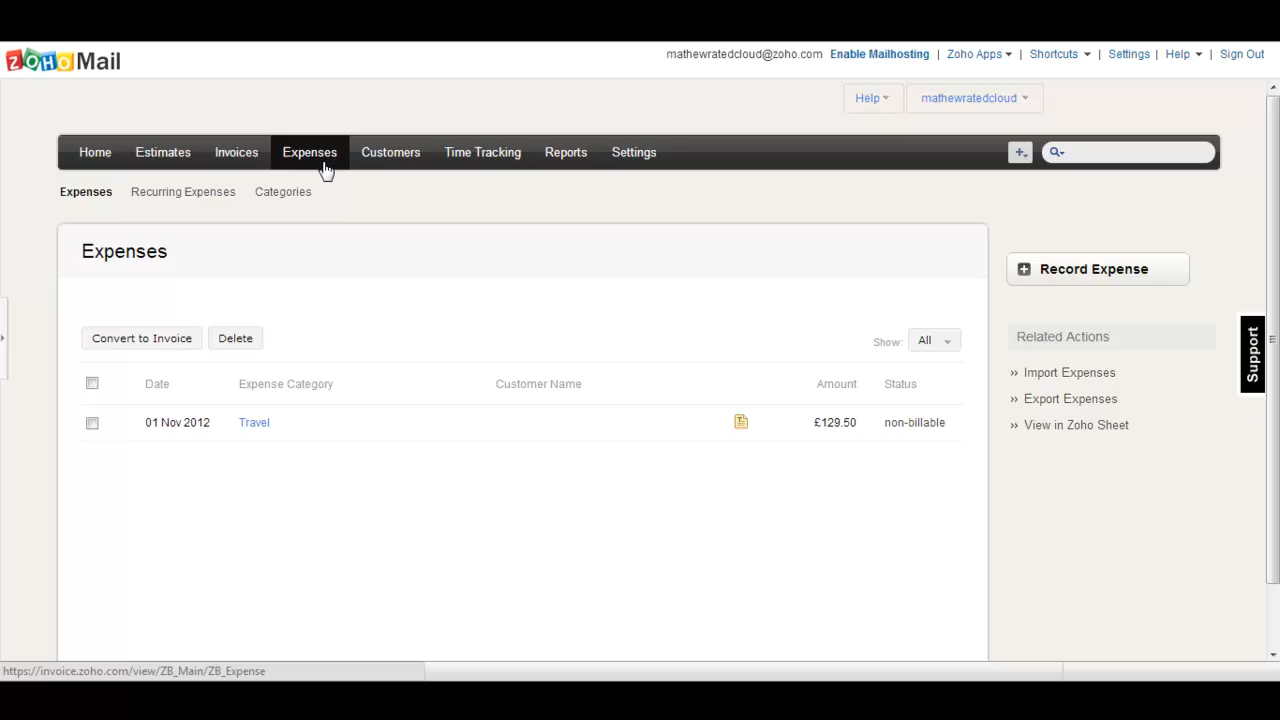 ZOHO Mail
mathewratedcloud@zoho.com Enable Mailhosting | Zoho Apps | Shortcuts | Settings | Help | Sign Out
Help mathewratedcloud
Home Estimates Invoices Expenses Customers Time Tracking Reports Settings
Expenses Recurring Expenses Categories
Expenses
Record Expense
Convert to Invoice Delete Show: All
Related Actions
Support
›› Import Expenses
Date Expense Category Customer Name Amount Status
›› Export Expenses
01 Nov 2012 Travel £129.50 non-billable
›› View in Zoho Sheet
https://invoice.zoho.com/view/ZB_Main/ZB_Expense